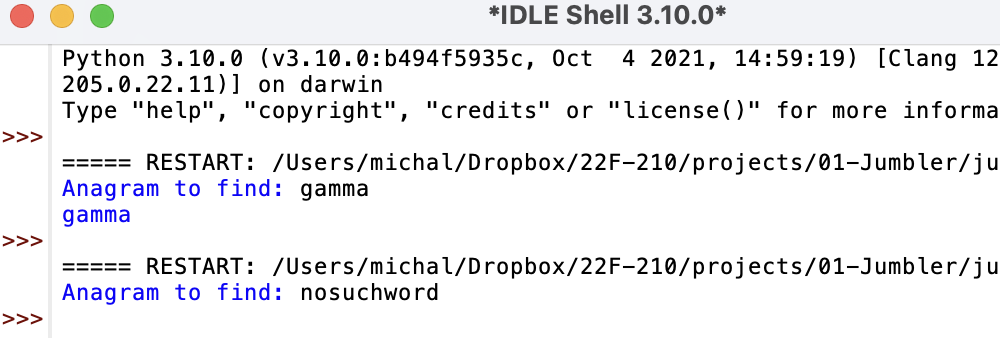 *IDLE Shell 3.10.0*
Python 3.10.0 (v3.10.0:b494f5935c, Oct  4 2021, 14:59:19) [Clang 12
205.0.22.11)] on darwin
Type "help", "copyright", "credits" or "license()" for more informa
>>>
===== RESTART: /Users/michal/Dropbox/22F-210/projects/01-Jumbler/ju
Anagram to find: gamma
gamma
>>>
===== RESTART: /Users/michal/Dropbox/22F-210/projects/01-Jumbler/ju
Anagram to find: nosuchword
>>>